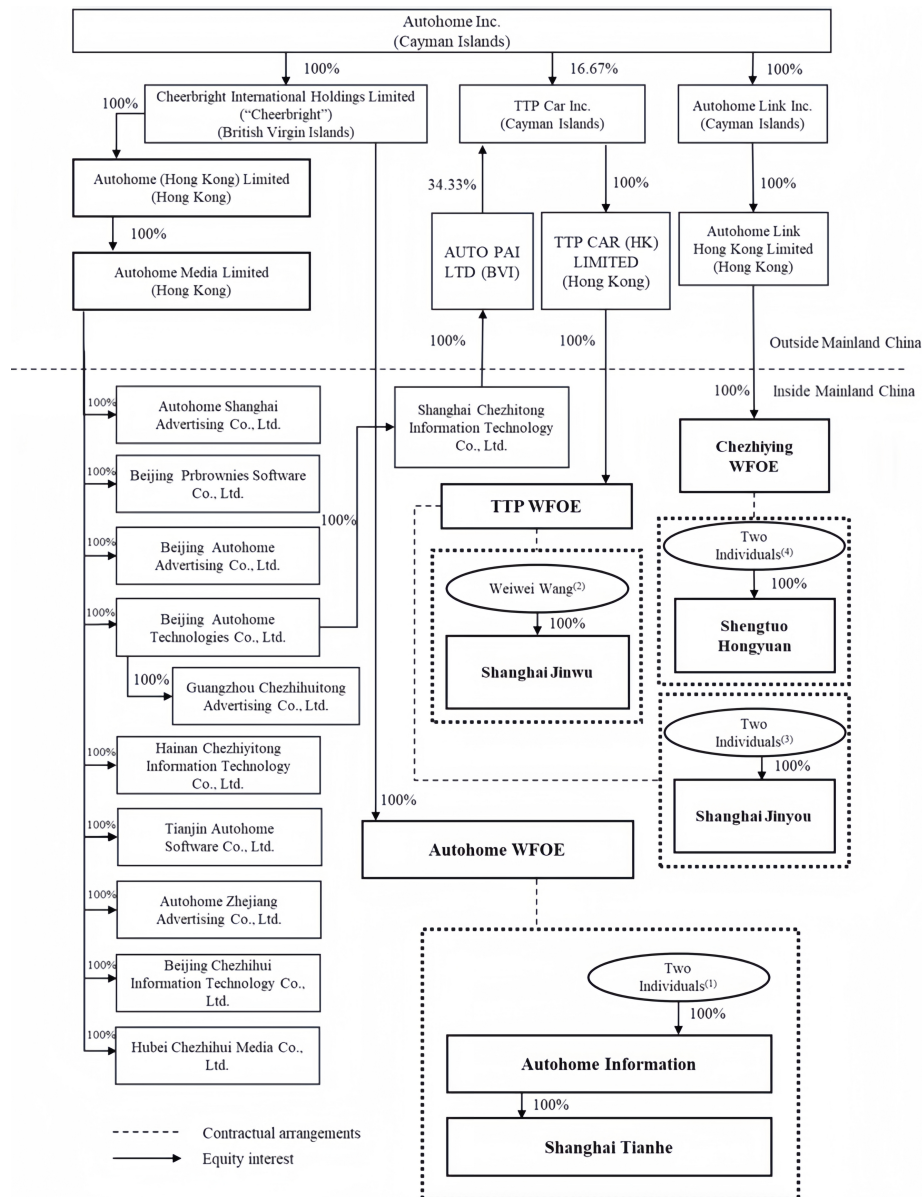 Autohome Inc.
(Cayman Islands)
100%
16.67%
100%
100%
Cheerbright International Holdings Limited
(“Cheerbright”)
(British Virgin Islands)
TTP Car Inc.
(Cayman Islands)
Autohome Link Inc.
(Cayman Islands)
Autohome (Hong Kong) Limited
(Hong Kong)
34.33%
100%
100%
100%
AUTO PAI
LTD (BVI)
TTP CAR (HK)
LIMITED
(Hong Kong)
Autohome Link
Hong Kong Limited
(Hong Kong)
Autohome Media Limited
(Hong Kong)
100%
100%
Outside Mainland China
Inside Mainland China
100%
100%
Autohome Shanghai
Advertising Co., Ltd.
Shanghai Chezhitong
Information Technology
Co., Ltd.
Chezhiying
WFOE
100%
Beijing Prbrownies Software
Co., Ltd.
TTP WFOE
100%
100%
Beijing Autohome
Advertising Co., Ltd.
Two
Individuals(4)
100%
Weiwei Wang(2)
100%
100%
Beijing Autohome
Technologies Co., Ltd.
Shengtuo
Hongyuan
100%
Shanghai Jinwu
Guangzhou Chezhihuitong
Advertising Co., Ltd.
Two
Individuals(3)
100%
100%
Hainan Chezhiyitong
Information Technology
Co., Ltd.
Shanghai Jinyou
100%
100%
Tianjin Autohome
Software Co., Ltd.
Autohome WFOE
100%
Autohome Zhejiang
Advertising Co., Ltd.
100%
Beijing Chezhihui
Information Technology Co.,
Ltd.
Two
Individuals(1)
100%
100%
Hubei Chezhihui Media Co.,
Ltd.
Autohome Information
100%
Shanghai Tianhe
Contractual arrangements
Equity interest